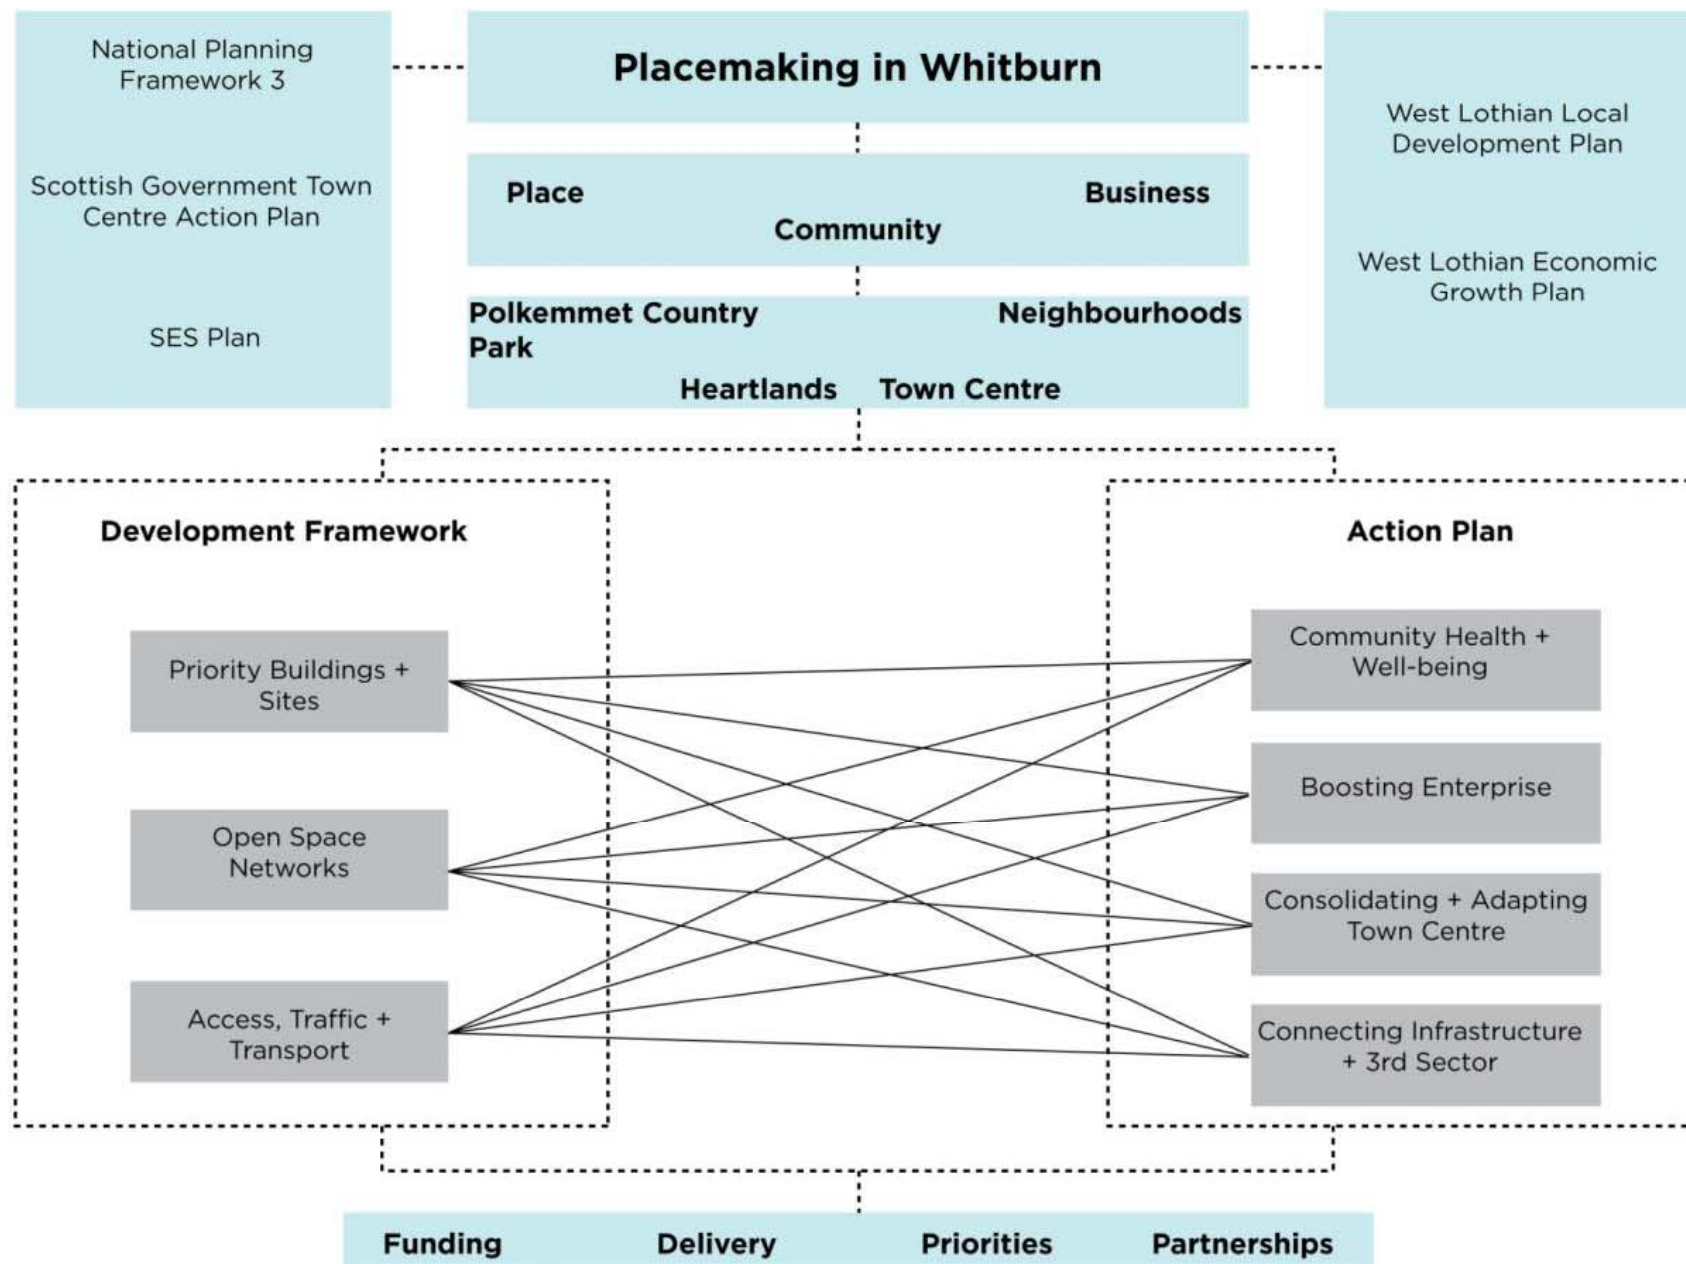 National Planning
Framework 3
Scottish Government Town
Centre Action Plan
SES Plan
Placemaking in Whitburn
Place
Business
Community
Polkemmet Country
Park
Neighbourhoods
Heartlands
Town Centre
West Lothian Local
Development Plan
West Lothian Economic
Growth Plan
Development Framework
Priority Buildings +
Sites
Open Space
Networks
Access, Traffic +
Transport
Action Plan
Community Health +
Well-being
Boosting Enterprise
Consolidating + Adapting
Town Centre
Connecting Infrastructure
+ 3rd Sector
Funding
Delivery
Priorities
Partnerships